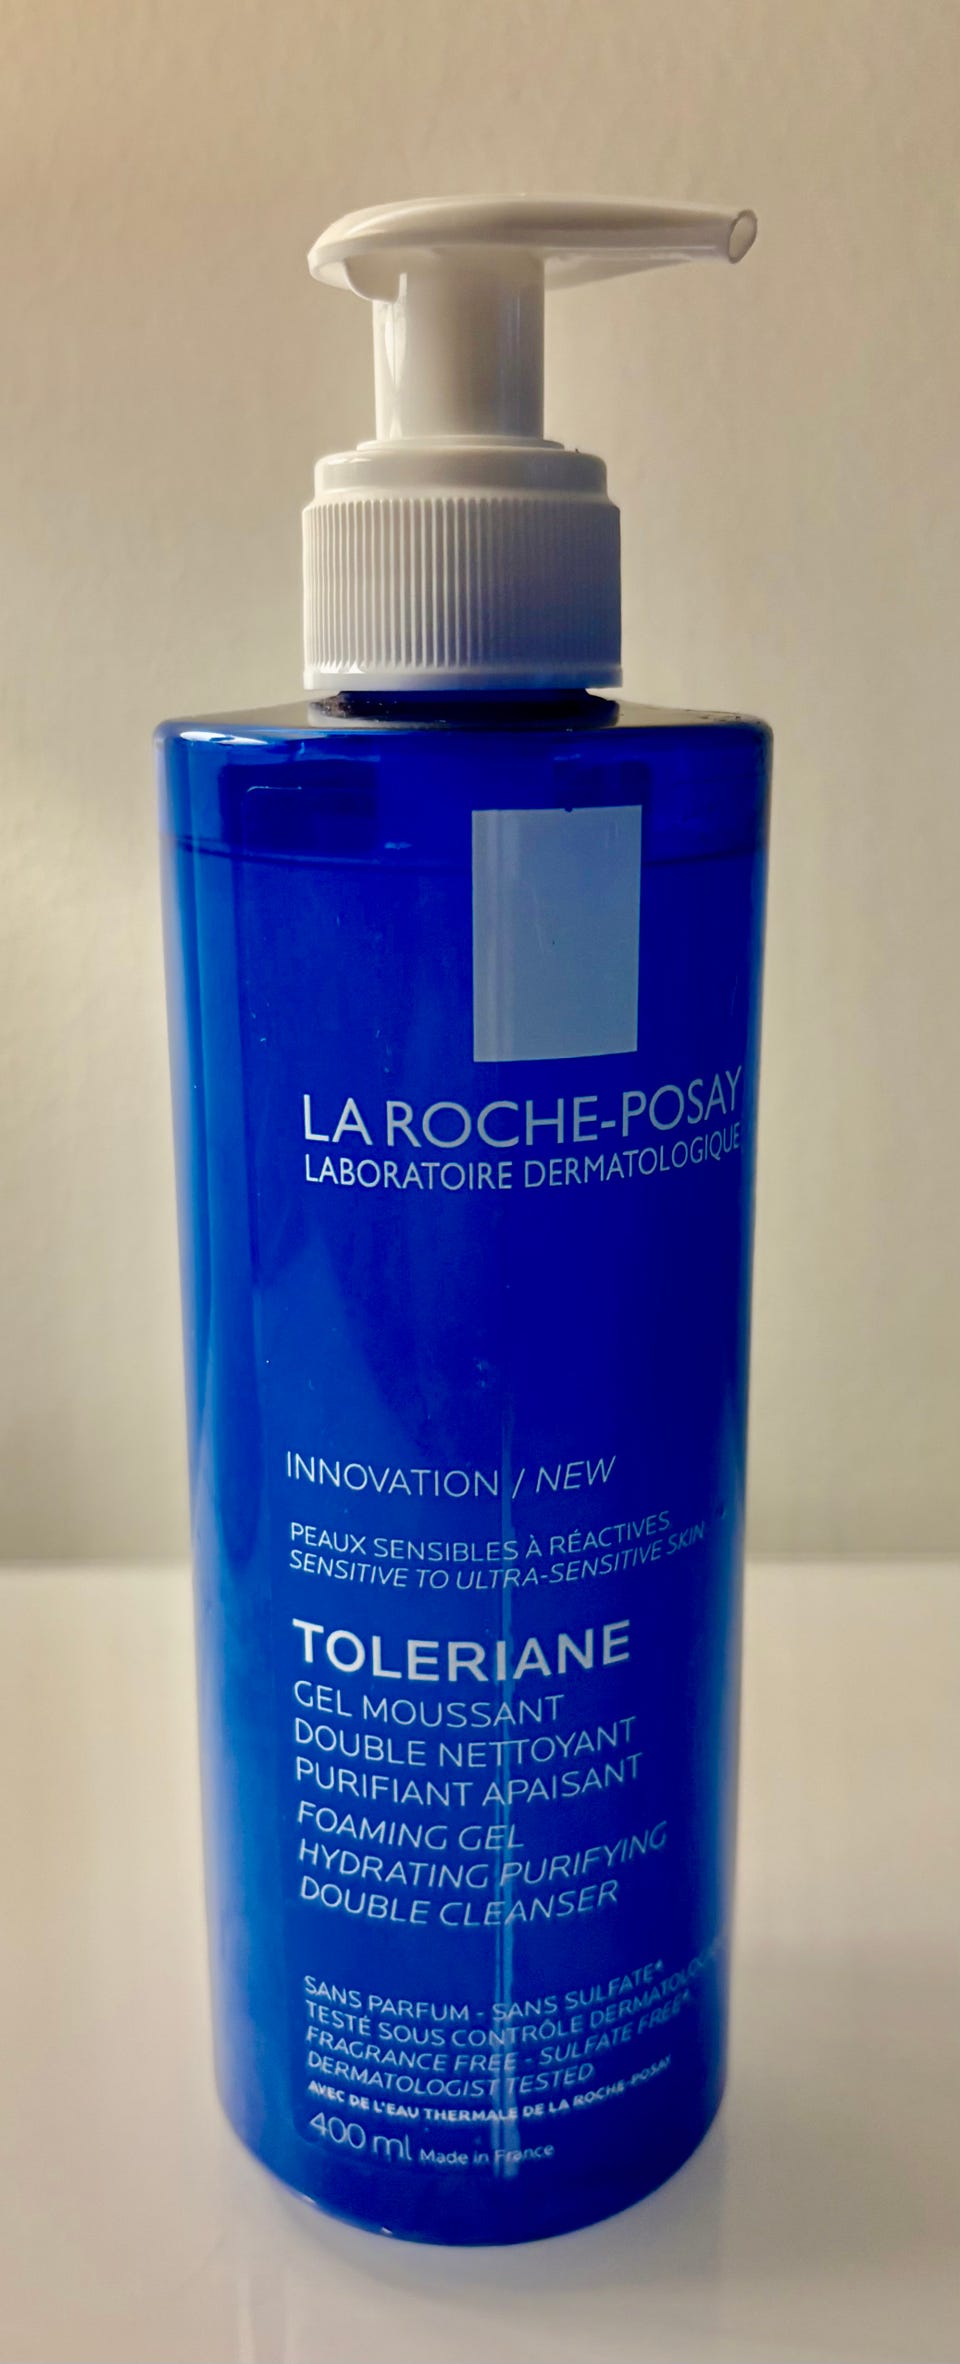 LA ROCHE-POSAY
LABORATOIRE DERMATOLOGIQUE
INNOVATION / NEW
PEAUX SENSIBLES À RÉACTIVES
SENSITIVE TO ULTRA-SENSITIVE SKIN
TOLERIANE
GEL MOUSSANT
DOUBLE NETTOYANT
PURIFIANT APAISANT
FOAMING GEL
HYDRATING PURIFYING
DOUBLE CLEANSER
SANS PARFUM - SANS SULFATE*
TESTÉ SOUS CONTRÔLE
FRAGRANCE FREE - SULFATE FREE*
DERMATOLOGIST TESTED
AVEC DE L'EAU THERMALE DE LA ROCHE-POSAY
400 ml Made in France